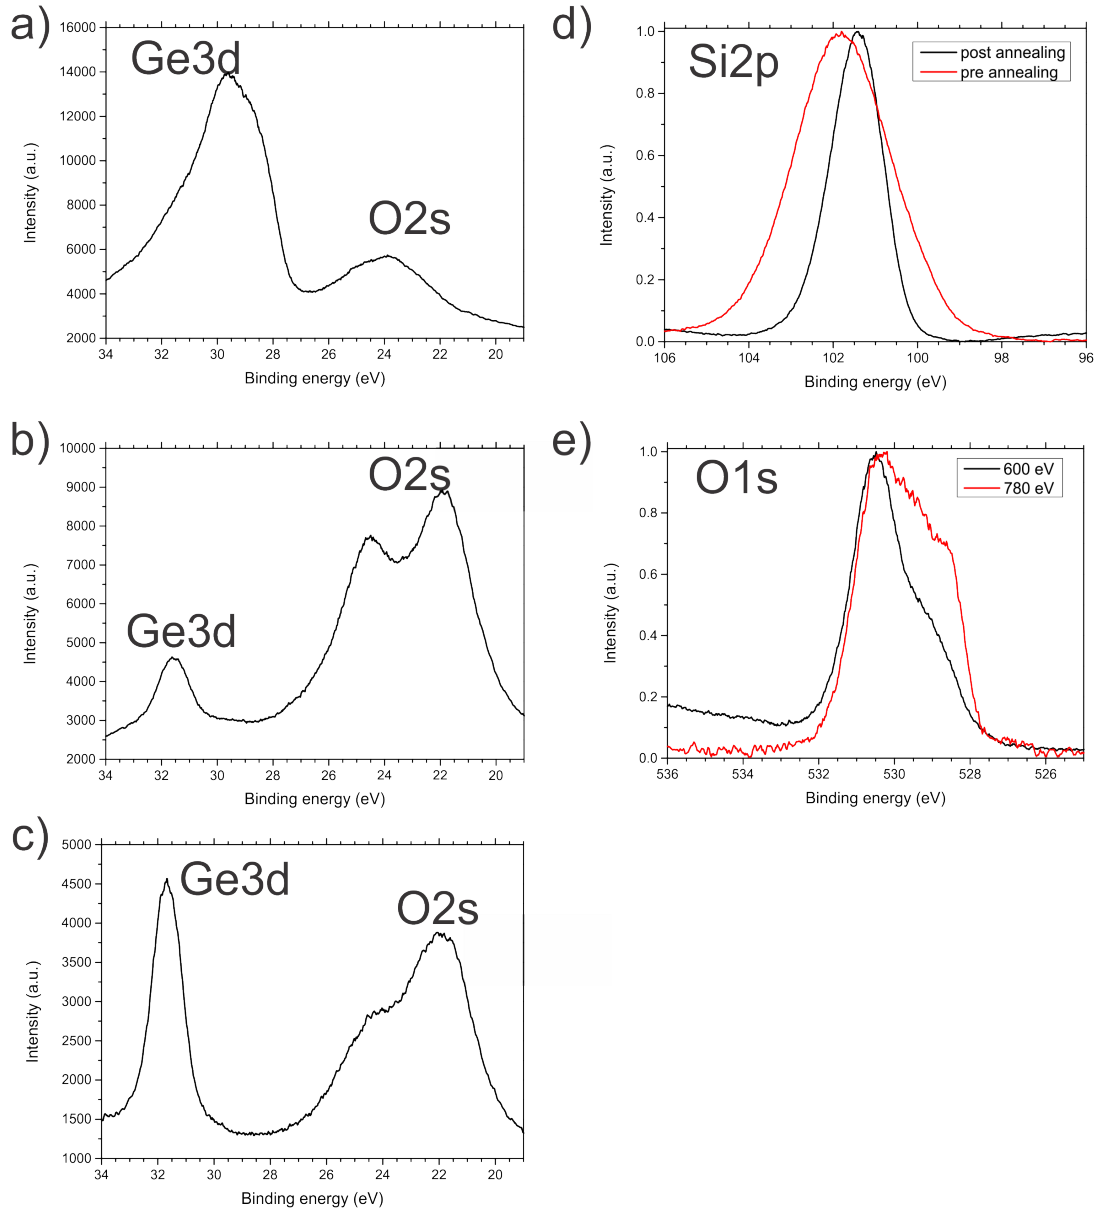 a)
Ge3d
O2s
16000
14000
12000
10000
8000
6000
4000
2000
34 32 30 28 26 24 22 20
Intensity (a.u.)
Binding energy (eV)
d)
Si2p
post annealing
pre annealing
1.0
0.8
0.6
0.4
0.2
0.0
106 104 102 100 98 96
Intensity (a.u.)
Binding energy (eV)
b)
O2s
Ge3d
10000
9000
8000
7000
6000
5000
4000
3000
2000
34 32 30 28 26 24 22 20
Intensity (a.u.)
Binding energy (eV)
e)
O1s
600 eV
780 eV
1.0
0.8
0.6
0.4
0.2
0.0
536 534 532 530 528 526
Intensity (a.u.)
Binding energy (eV)
c)
Ge3d
O2s
5000
4500
4000
3500
3000
2500
2000
1500
1000
34 32 30 28 26 24 22 20
Intensity (a.u.)
Binding energy (eV)